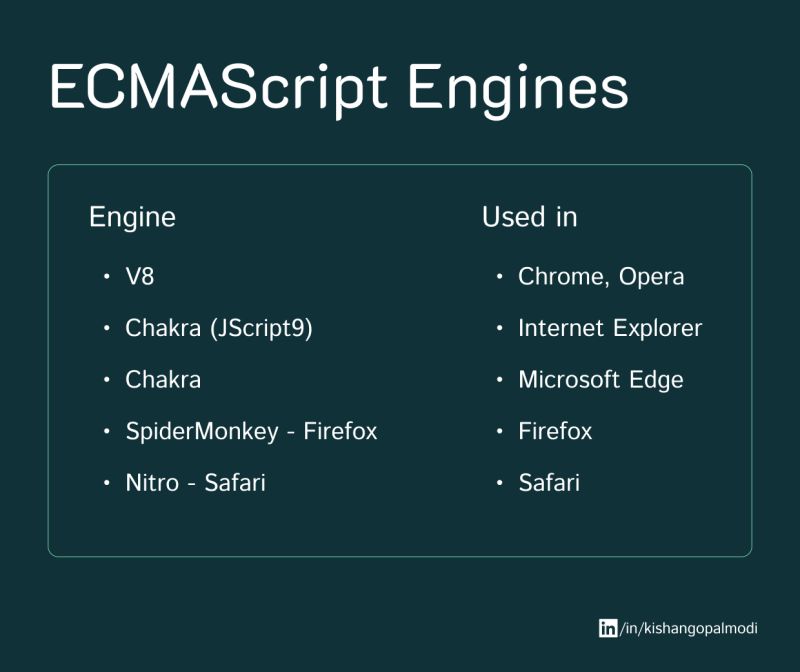 ECMAScript Engines
Engine
• V8
• Chakra (JScript9)
• Chakra
• SpiderMonkey - Firefox
• Nitro - Safari
Used in
• Chrome, Opera
• Internet Explorer
• Microsoft Edge
• Firefox
• Safari
in/in/kishangopalmodi